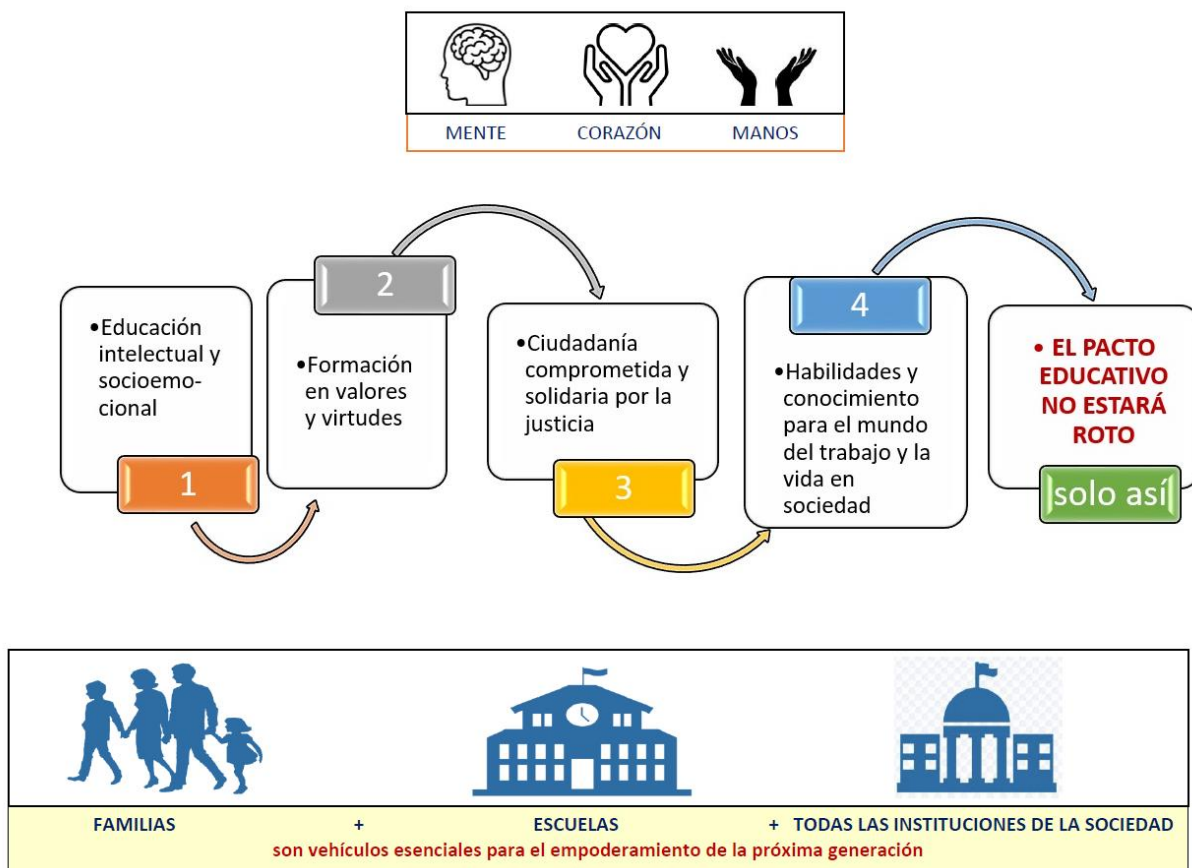 MENTE CORAZÓN MANOS
1
•Educación
intelectual y
socioemo-
cional
2
•Formación
en valores
y virtudes
•Ciudadanía
comprometida y
solidaria por la
justicia
3
4
•Habilidades y
conocimiento
para el mundo
del trabajo y la
vida en
sociedad
• EL PACTO
EDUCATIVO
NO ESTARÁ
ROTO
solo así
FAMILIAS + ESCUELAS + TODAS LAS INSTITUCIONES DE LA SOCIEDAD
son vehículos esenciales para el empoderamiento de la próxima generación